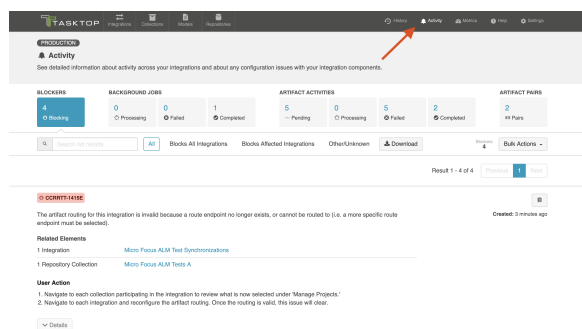 TASKTOP
Integrations Collections Models Repositories History Activity Metrics Help Settings
PRODUCTION
Activity
See detailed information about activity across your integrations and about any configuration issues with your integration components.
BLOCKERS BACKGROUND JOBS ARTIFACT ACTIVITIES ARTIFACT PAIRS
4 0 0 1 5 0 5 2 2
Blocking Processing Failed Completed Pending Processing Failed Completed Pairs
Search list results All Blocks All Integrations Blocks Affected Integrations Other/Unknown Download Blockers 4 Bulk Actions
Result 1 - 4 of 4 Previous 1 Next
CCRRTT-1415E
The artifact routing for this integration is invalid because a route endpoint no longer exists, or cannot be routed to (i.e. a more specific route
endpoint must be selected).
Created: 3 minutes ago
Related Elements
1 Integration Micro Focus ALM Test Synchronizations
1 Repository Collection Micro Focus ALM Tests A
User Action
1. Navigate to each collection participating in the integration to review what is now selected under 'Manage Projects.'
2. Navigate to each integration and reconfigure the artifact routing. Once the routing is valid, this issue will clear.
Details